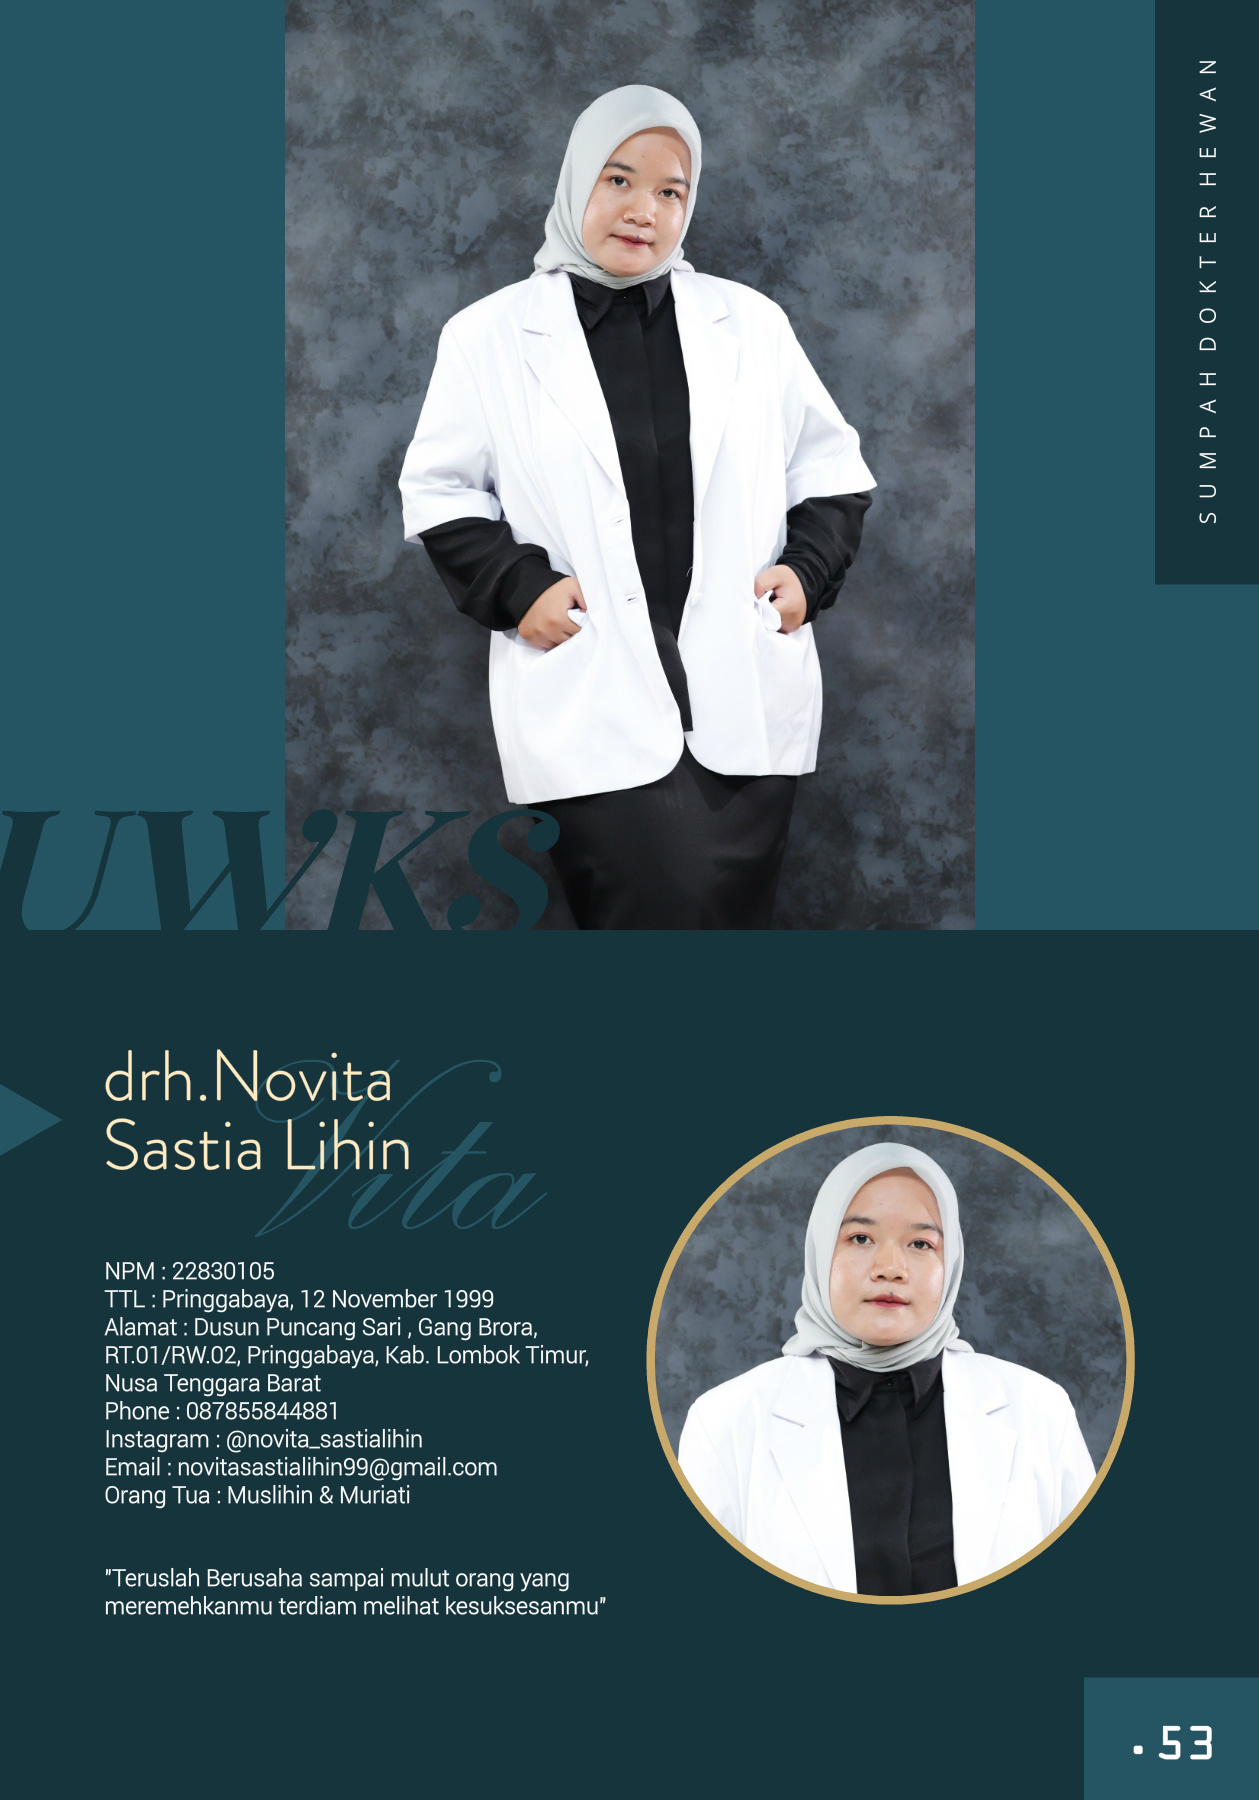 SUMPAH DOKTER HEWAN
UWKS
drh.Novita
Sastia Lihin
Vita
NPM : 22830105
TTL : Pringgabaya, 12 November 1999
Alamat : Dusun Puncang Sari , Gang Brora,
RT.01/RW.02, Pringgabaya, Kab. Lombok Timur,
Nusa Tenggara Barat
Phone : 087855844881
Instagram : @novita_sastialihin
Email : novitasastialihin99@gmail.com
Orang Tua : Muslihin & Muriati
"Teruslah Berusaha sampai mulut orang yang
meremehkanmu terdiam melihat kesuksesanmu"
. 53